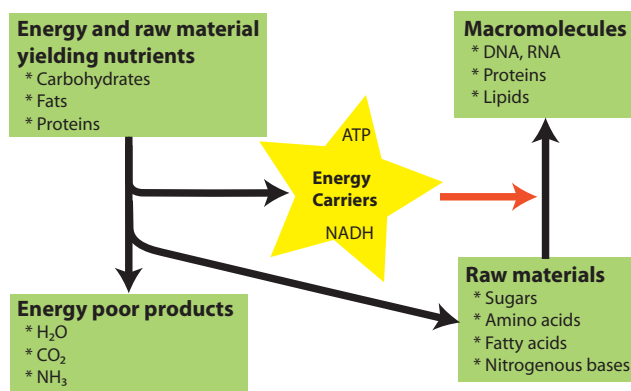 Energy and raw material
yielding nutrients
* Carbohydrates
* Fats
* Proteins
Macromolecules
* DNA, RNA
* Proteins
* Lipids
ATP
Energy
Carriers
NADH
Energy poor products
* H₂O
* CO₂
* NH₃
Raw materials
* Sugars
* Amino acids
* Fatty acids
* Nitrogenous bases